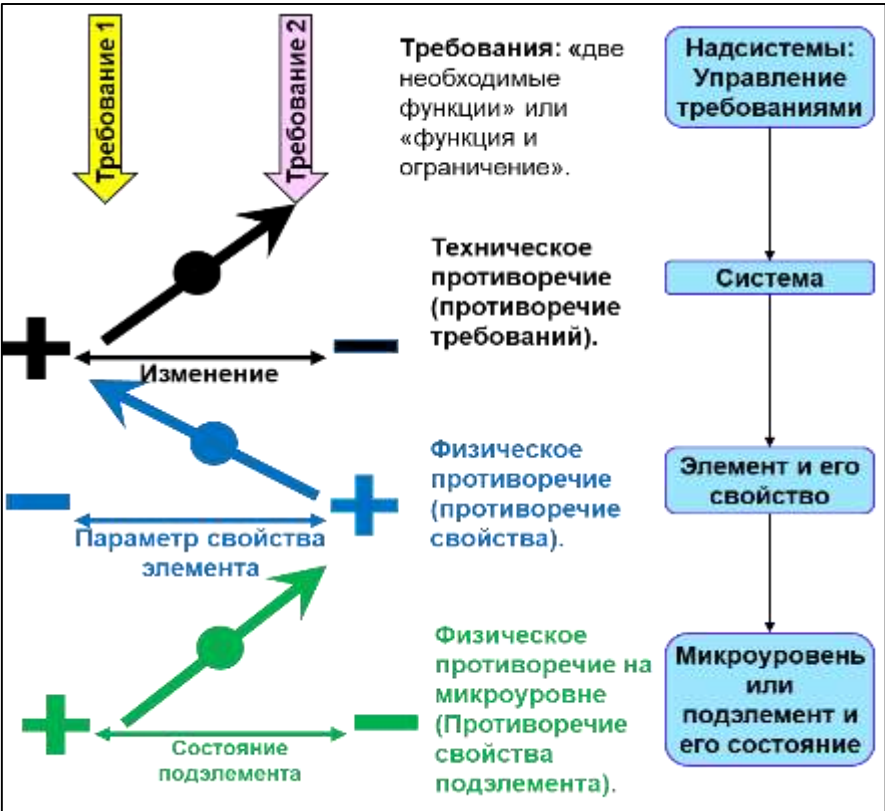 Требование 1
Требование 2
Требования: «две
необходимые
функции» или
«функция и
ограничение».
Надсистемы:
Управление
требованиями
Техническое
противоречие
(противоречие
требований).
Система
Изменение
Физическое
противоречие
(противоречие
свойства).
Элемент и его
свойство
Параметр свойства
элемента
Физическое
противоречие на
микроуровне
(Противоречие
свойства
подэлемента).
Микроуровень
или
подэлемент и
его состояние
Состояние
подэлемента